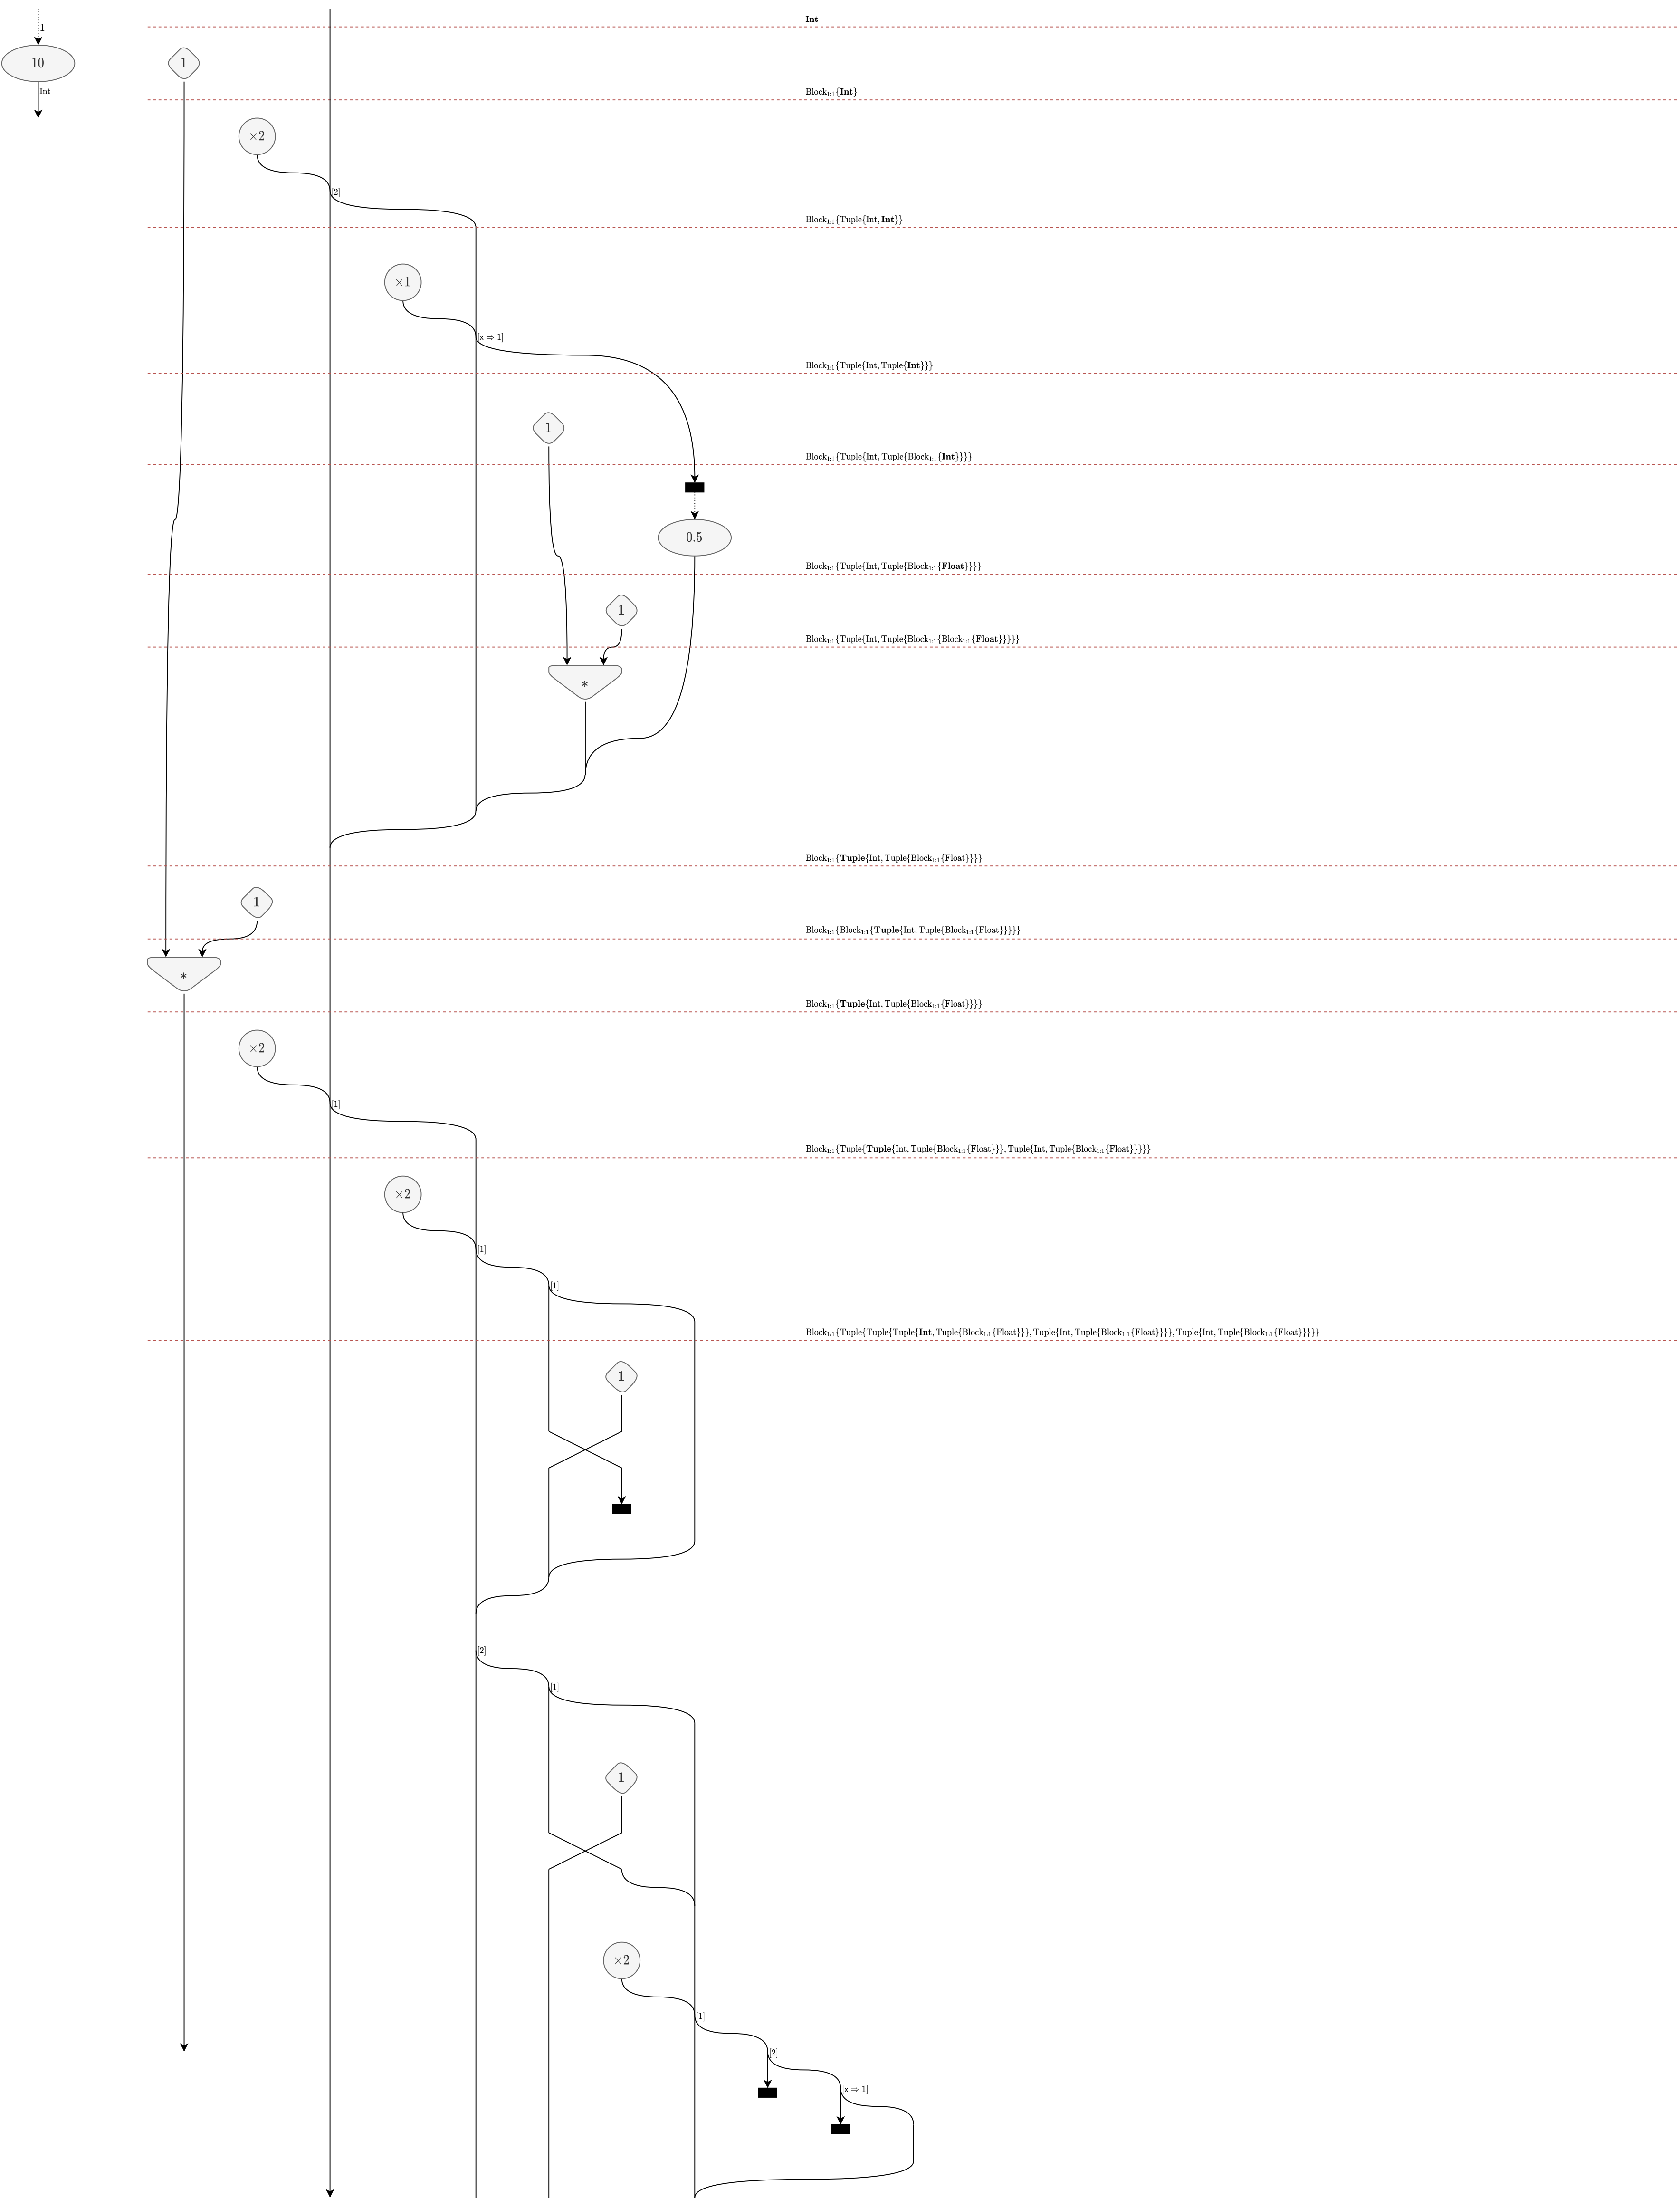 Int
1
10
1
Int
Block₁:₁{Int}
×2
[2]
Block₁:₁{Tuple{Int, Int}}
×1
[x ⇒ 1]
Block₁:₁{Tuple{Int, Tuple{Int}}}
1
Block₁:₁{Tuple{Int, Tuple{Block₁:₁{Int}}}}
0.5
Block₁:₁{Tuple{Int, Tuple{Block₁:₁{Float}}}}
1
Block₁:₁{Tuple{Int, Tuple{Block₁:₁{Block₁:₁{Float}}}}}
*
Block₁:₁{Tuple{Int, Tuple{Block₁:₁{Float}}}}
1
Block₁:₁{Block₁:₁{Tuple{Int, Tuple{Block₁:₁{Float}}}}}
*
Block₁:₁{Tuple{Int, Tuple{Block₁:₁{Float}}}}
×2
[1]
Block₁:₁{Tuple{Tuple{Int, Tuple{Block₁:₁{Float}}}, Tuple{Int, Tuple{Block₁:₁{Float}}}}}
×2
[1]
[1]
Block₁:₁{Tuple{Tuple{Tuple{Int, Tuple{Block₁:₁{Float}}}, Tuple{Int, Tuple{Block₁:₁{Float}}}}, Tuple{Int, Tuple{Block₁:₁{Float}}}}}
1
[2]
[1]
1
×2
[1]
[2]
[x ⇒ 1]